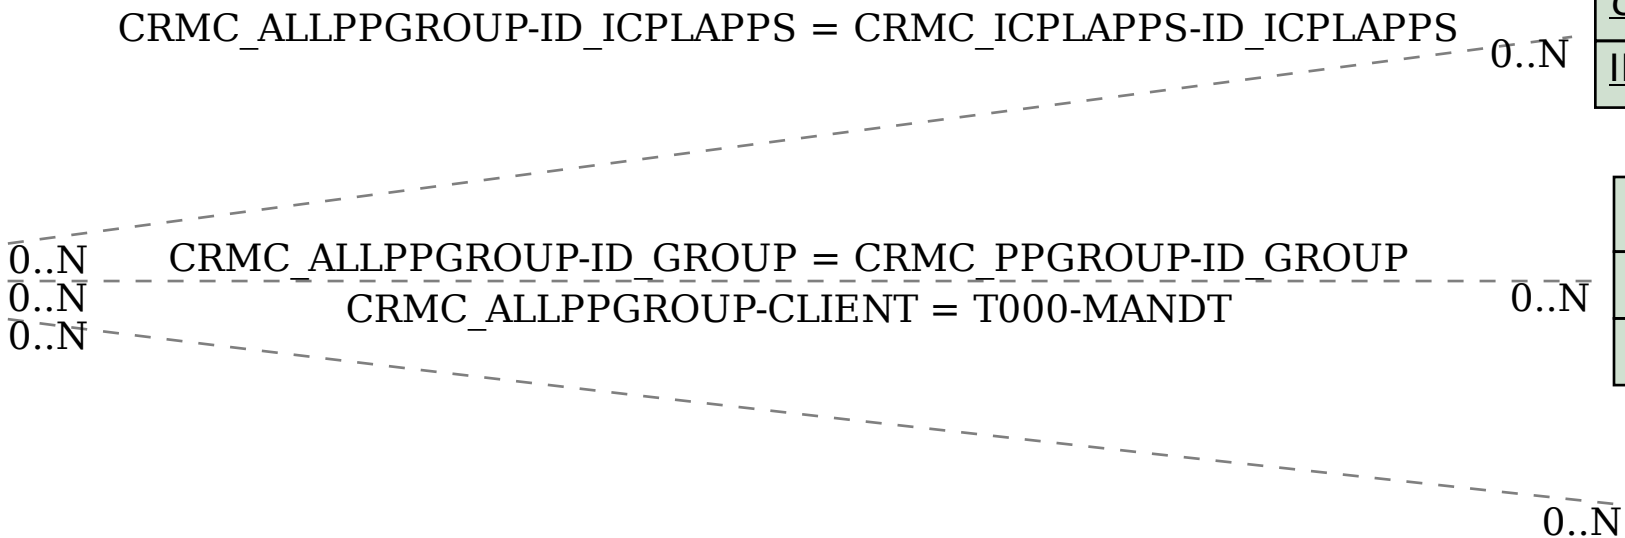 CRMC_ALLPPGROUP-ID_ICPLAPPS = CRMC_ICPLAPPS-ID_ICPLAPPS
0..N
0..N
CRMC_ALLPPGROUP-ID_GROUP = CRMC_PPGROUP-ID_GROUP
0..N
CRMC_ALLPPGROUP-CLIENT = T000-MANDT
0..N
0..N
0..N